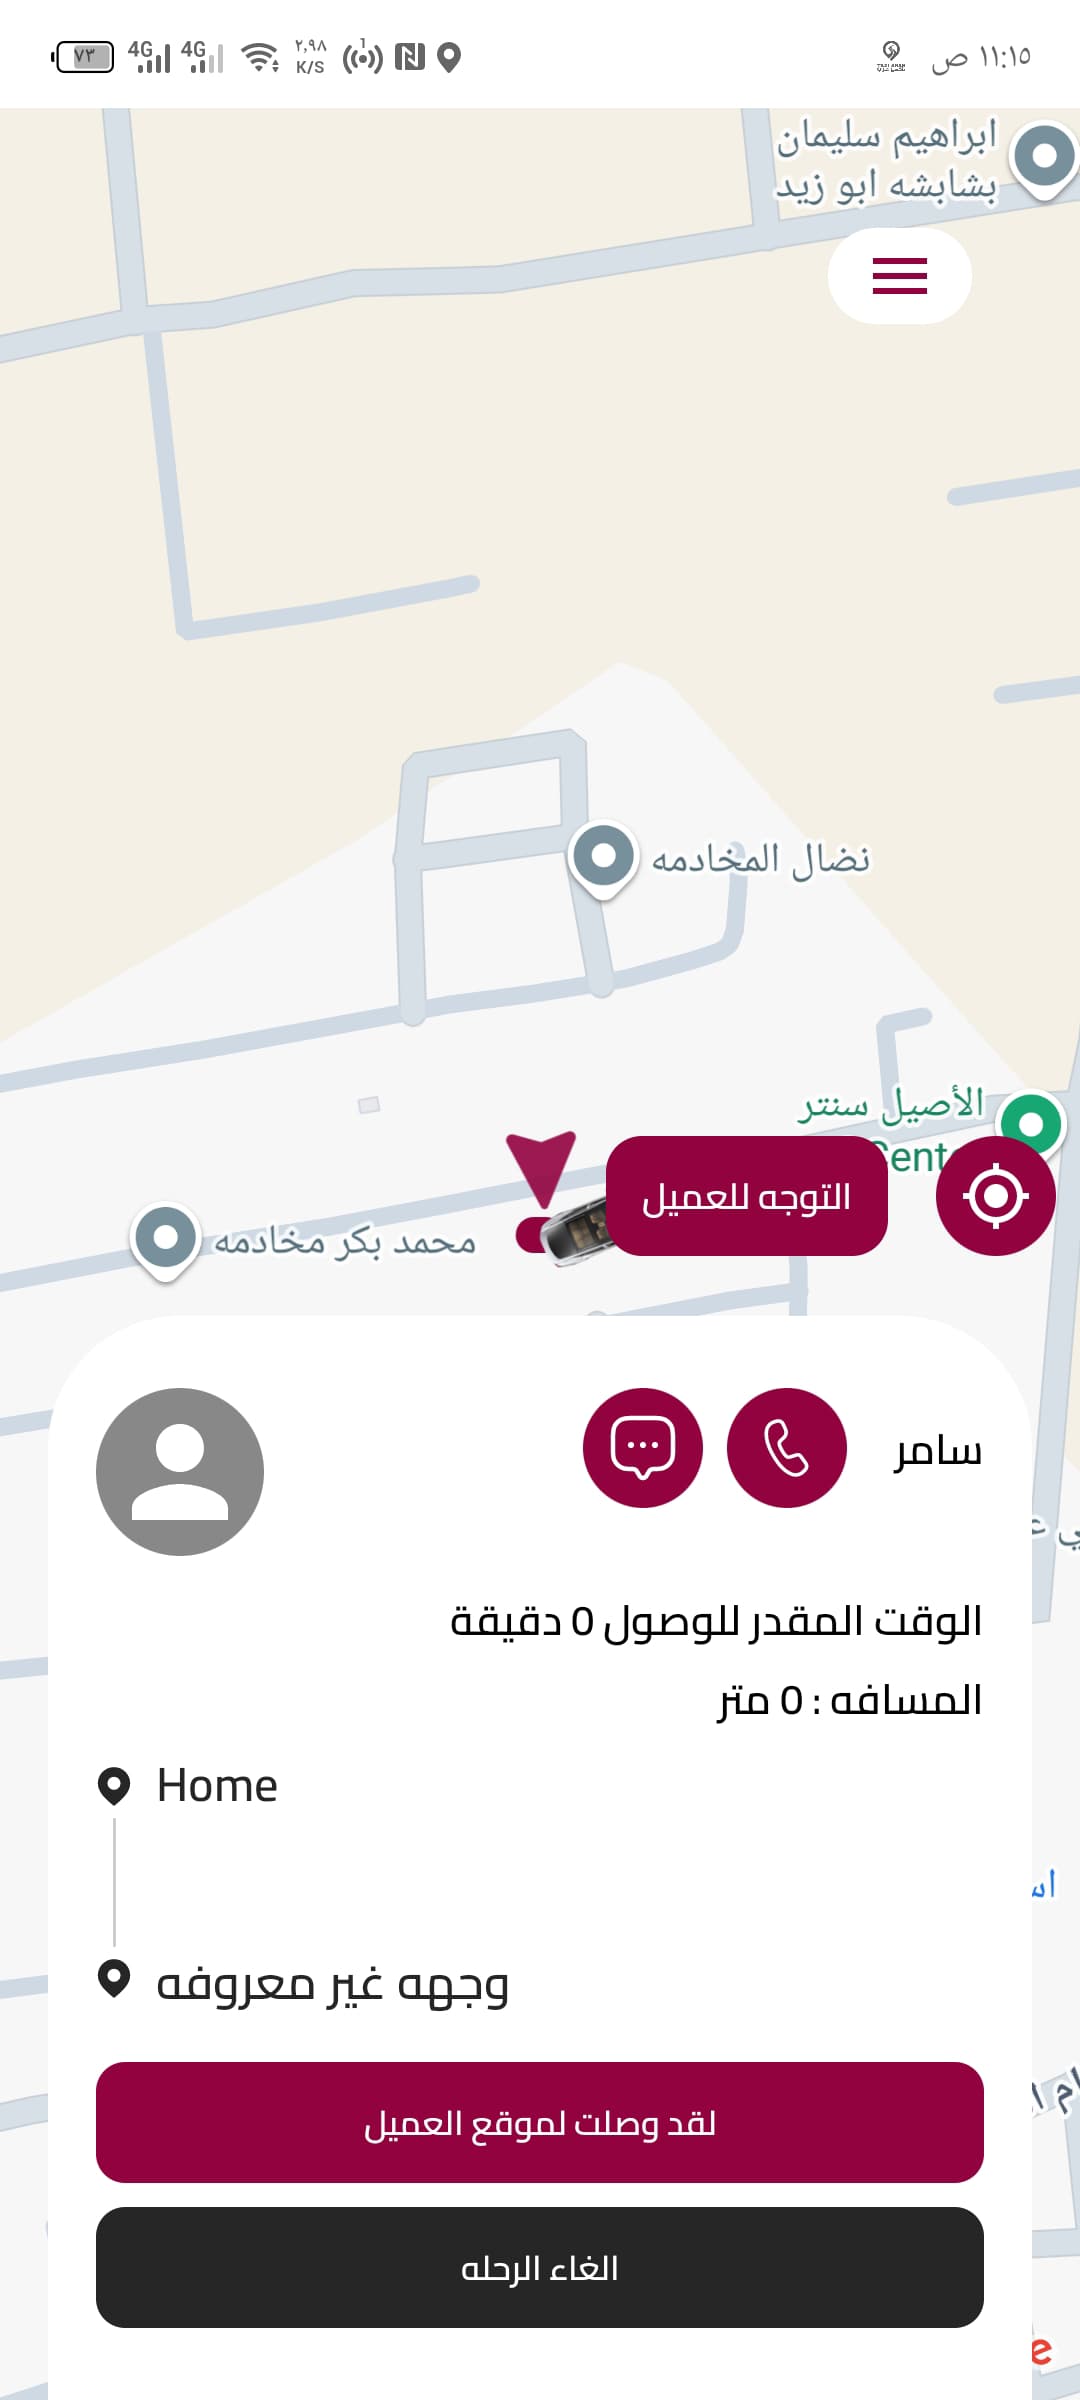 ١١:١٥ ص
٢,٩٨
K/S
4G
4G
٧٣
ابراهيم سليمان
بشابشه ابو زيد
نضال المخادمه
الأصيل سنتر
التوجه للعميل
محمد بكر مخادمه
سامر
الوقت المقدر للوصول 0 دقيقة
المسافه : 0 متر
Home
وجهه غير معروفه
لقد وصلت لموقع العميل
الغاء الرحله